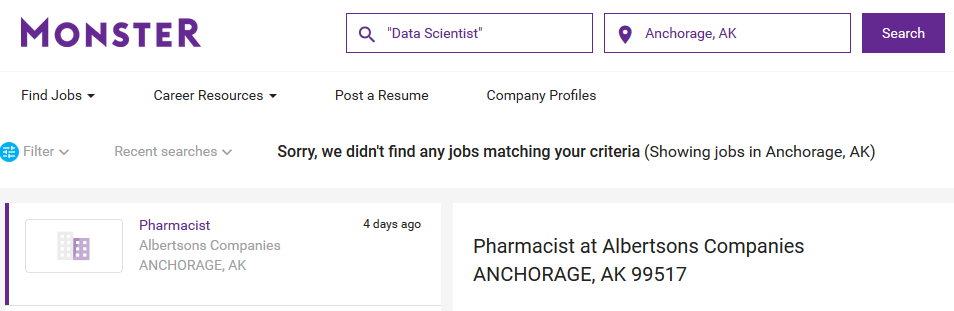 MONSTER
"Data Scientist"
Anchorage, AK
Search
Find Jobs
Career Resources
Post a Resume
Company Profiles
Filter
Recent searches
Sorry, we didn't find any jobs matching your criteria (Showing jobs in Anchorage, AK)
Pharmacist
4 days ago
Albertsons Companies
ANCHORAGE, AK
Pharmacist at Albertsons Companies
ANCHORAGE, AK 99517